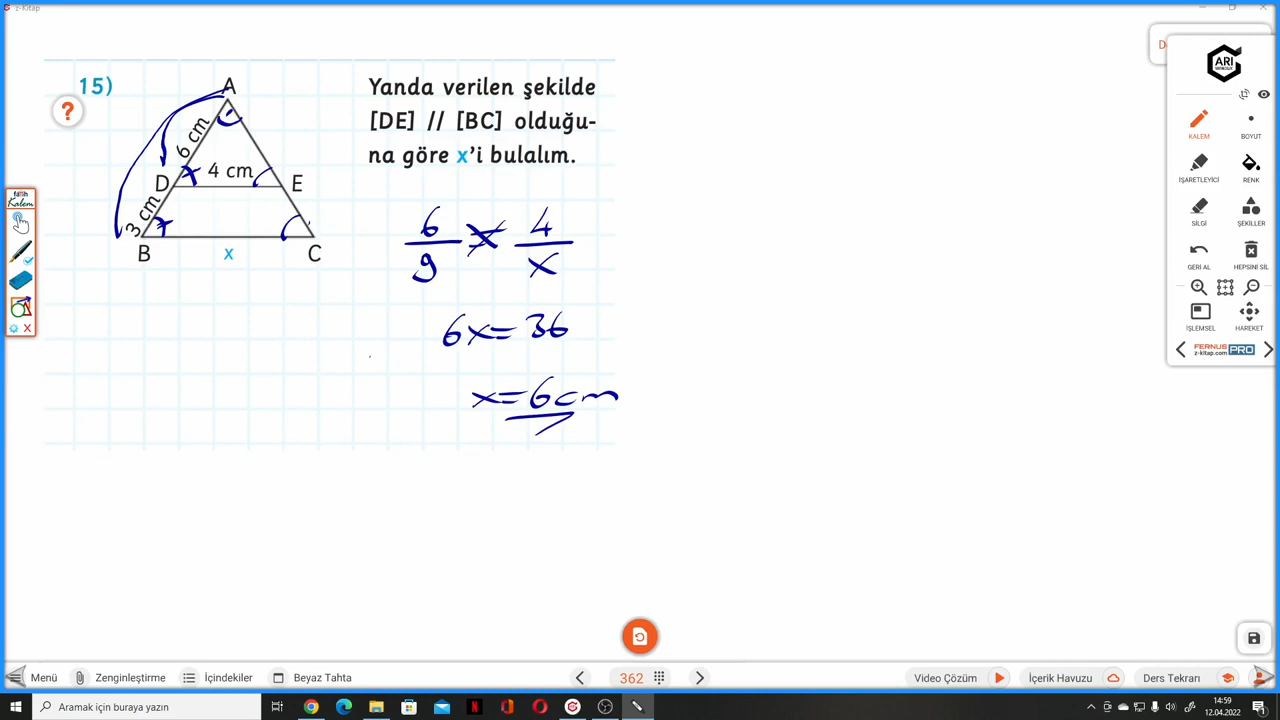 z-Kitap
15)
?
A
6 cm
4 cm
D
E
3 cm
B
x
C
Yanda verilen şekilde
[DE] // [BC] olduğu-
na göre x'i bulalım.
6/9 4/x
6x=36
x=6cm
ARI
KALEM
BOYUT
İŞARETLEYİCİ
RENK
SİLGİ
ŞEKİLLER
GERİ AL
HEPSİNİ SİL
İŞLEMSEL
HAREKET
FERNUS
z-kitap.com PRO
fatih
Kalem
Menü
Zenginleştirme
İçindekiler
Beyaz Tahta
362
Video Çözüm
İçerik Havuzu
Ders Tekrarı
Aramak için buraya yazın
14:59
12.04.2022